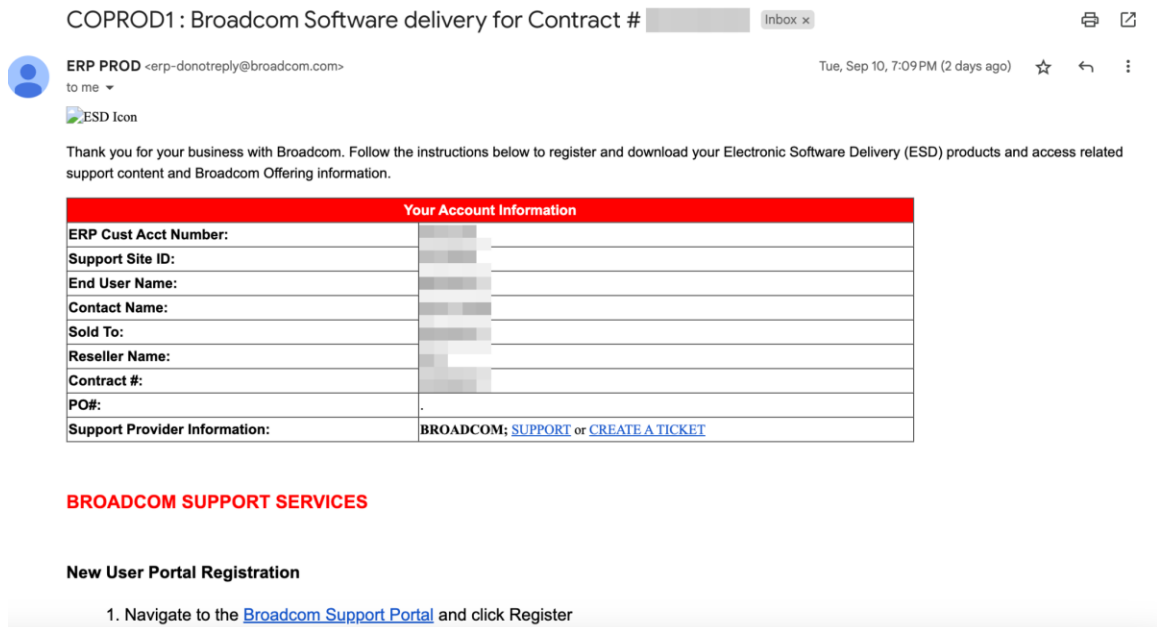 COPROD1 : Broadcom Software delivery for Contract #
Inbox ×
ERP PROD <erp-donotreply@broadcom.com>
Tue, Sep 10, 7:09 PM (2 days ago)
to me
ESD Icon
Thank you for your business with Broadcom. Follow the instructions below to register and download your Electronic Software Delivery (ESD) products and access related
support content and Broadcom Offering information.
Your Account Information
ERP Cust Acct Number:
Support Site ID:
End User Name:
Contact Name:
Sold To:
Reseller Name:
Contract #:
PO#: .
Support Provider Information: BROADCOM; SUPPORT or CREATE A TICKET
BROADCOM SUPPORT SERVICES
New User Portal Registration
1. Navigate to the Broadcom Support Portal and click Register